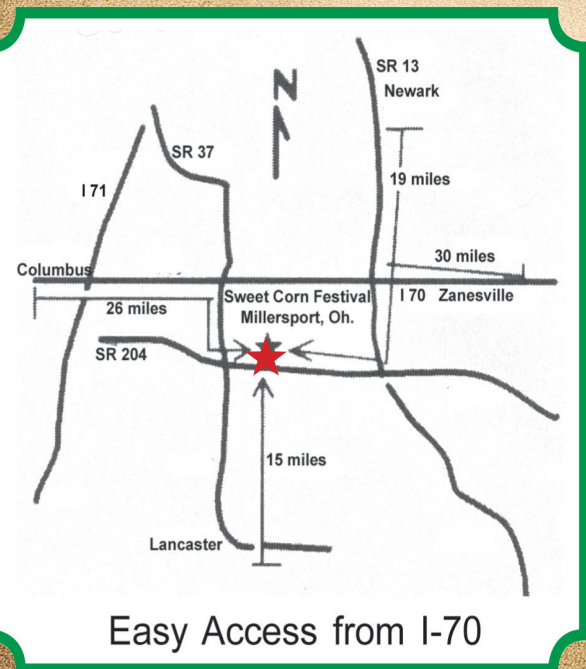 SR 13
Newark
N
SR 37
19 miles
I 71
30 miles
Columbus
Sweet Corn Festival
Millersport, Oh.
I 70 Zanesville
26 miles
SR 204
15 miles
Lancaster
Easy Access from I-70